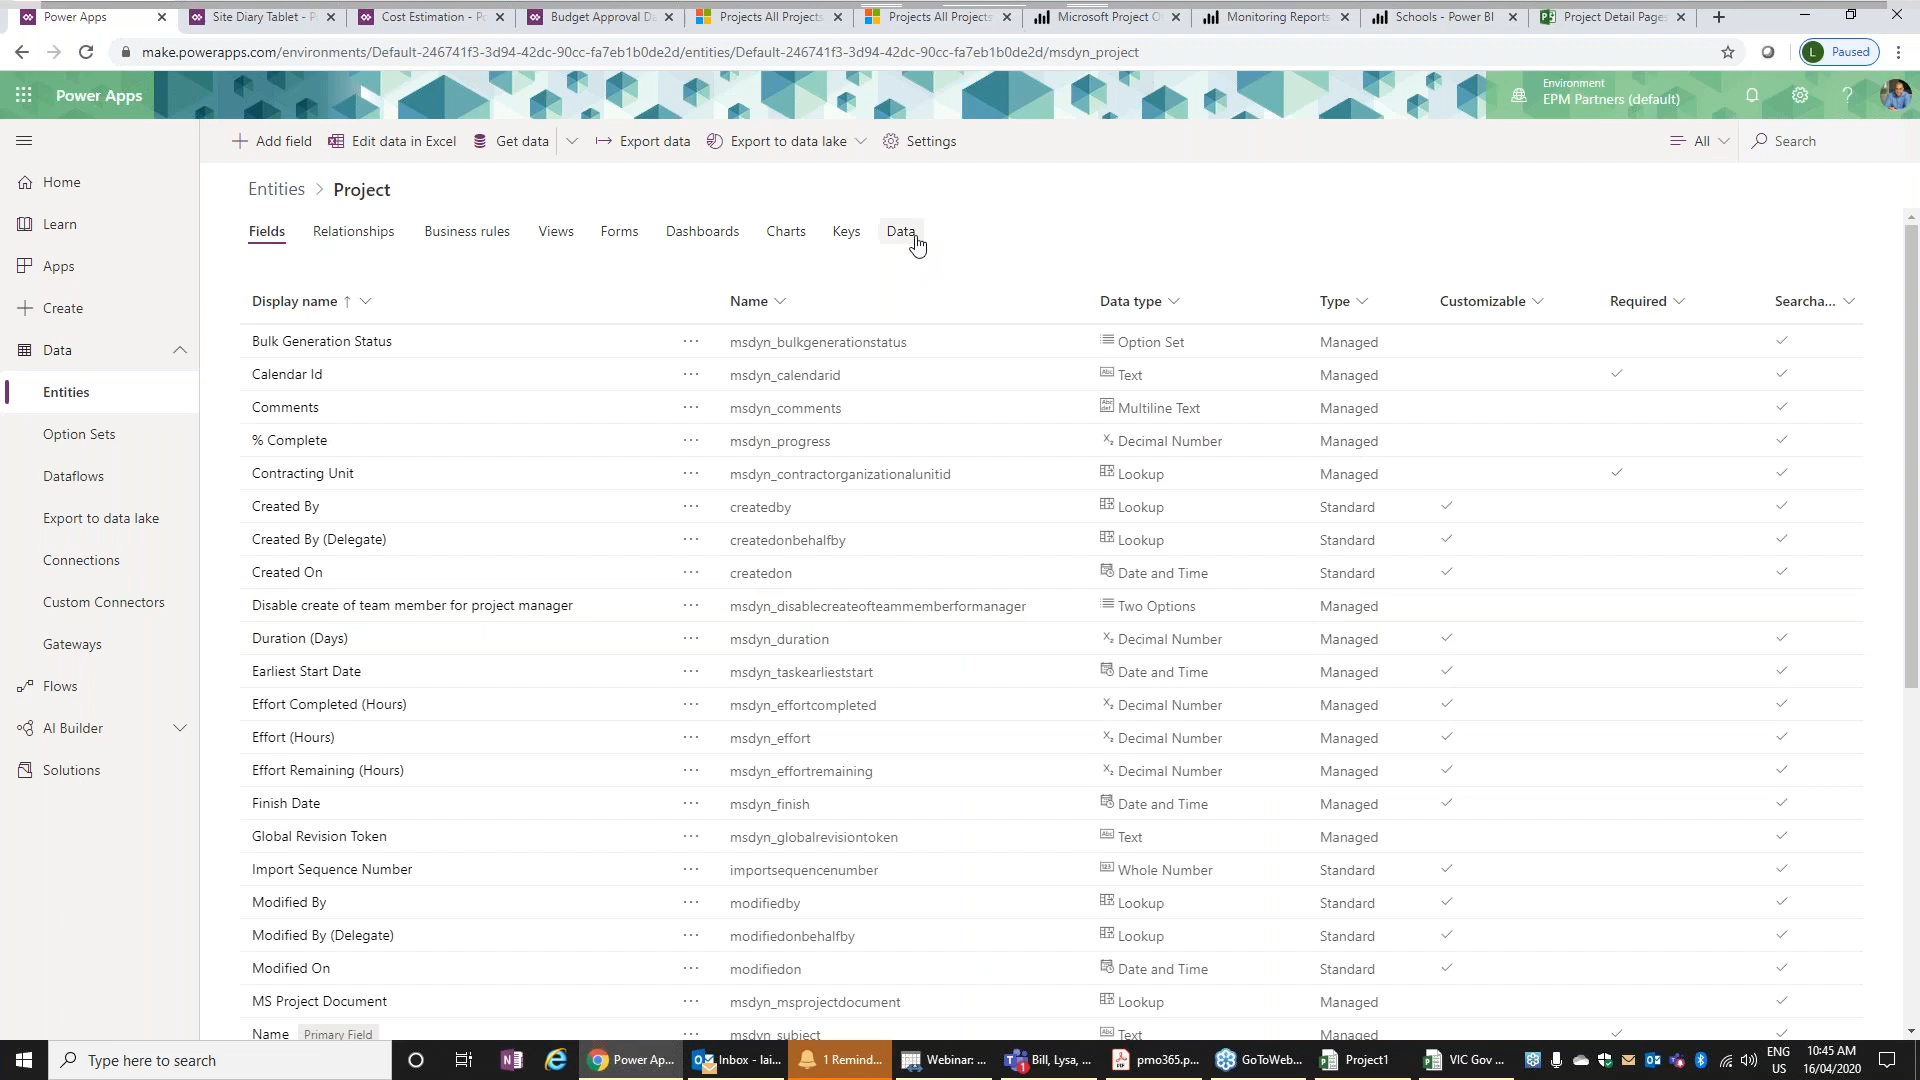 Power Apps
Site Diary Tablet - P
Cost Estimation - Po
Budget Approval Da
Projects All Projects
Projects All Projects
Microsoft Project O
Monitoring Reports
Schools - Power BI
Project Detail Pages
make.powerapps.com/environments/Default-246741f3-3d94-42dc-90cc-fa7eb1b0de2d/entities/Default-246741f3-3d94-42dc-90cc-fa7eb1b0de2d/msdyn_project
L Paused
Power Apps
Environment
EPM Partners (default)
Add field
Edit data in Excel
Get data
Export data
Export to data lake
Settings
All
Search
Home
Learn
Apps
Create
Data
Entities
Option Sets
Dataflows
Export to data lake
Connections
Custom Connectors
Gateways
Flows
AI Builder
Solutions
Entities > Project
Fields Relationships Business rules Views Forms Dashboards Charts Keys Data
Display name ↑ Name Data type Type Customizable Required Searcha...
Bulk Generation Status ... msdyn_bulkgenerationstatus Option Set Managed
Calendar Id ... msdyn_calendarid Text Managed
Comments ... msdyn_comments Multiline Text Managed
% Complete ... msdyn_progress Decimal Number Managed
Contracting Unit ... msdyn_contractorganizationalunitid Lookup Managed
Created By ... createdby Lookup Standard
Created By (Delegate) ... createdonbehalfby Lookup Standard
Created On ... createdon Date and Time Standard
Disable create of team member for project manager ... msdyn_disablecreateofteammemberformanager Two Options Managed
Duration (Days) ... msdyn_duration Decimal Number Managed
Earliest Start Date ... msdyn_taskearlieststart Date and Time Managed
Effort Completed (Hours) ... msdyn_effortcompleted Decimal Number Managed
Effort (Hours) ... msdyn_effort Decimal Number Managed
Effort Remaining (Hours) ... msdyn_effortremaining Decimal Number Managed
Finish Date ... msdyn_finish Date and Time Managed
Global Revision Token ... msdyn_globalrevisiontoken Text Managed
Import Sequence Number ... importsequencenumber Whole Number Standard
Modified By ... modifiedby Lookup Standard
Modified By (Delegate) ... modifiedonbehalfby Lookup Standard
Modified On ... modifiedon Date and Time Standard
MS Project Document ... msdyn_msprojectdocument Lookup Managed
Name Primary Field ... msdyn_subject Text Managed
Type here to search
Power Ap...
Inbox - lai...
1 Remind...
Webinar: ...
Bill, Lysa, ...
pmo365.p...
GoToWeb...
Project1
VIC Gov ...
ENG
US
10:45 AM
16/04/2020